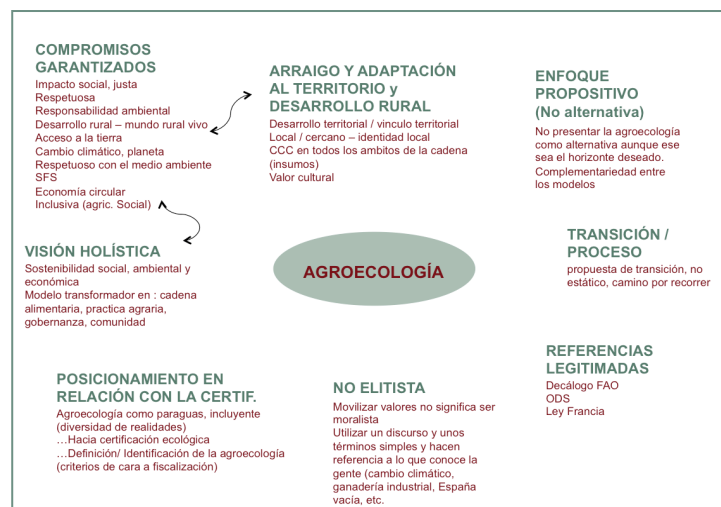 COMPROMISOS
GARANTIZADOS
Impacto social, justa
Respetuosa
Responsabilidad ambiental
Desarrollo rural – mundo rural vivo
Acceso a la tierra
Cambio climático, planeta
Respetuoso con el medio ambiente
SFS
Economía circular
Inclusiva (agric. Social)
ARRAIGO Y ADAPTACIÓN
AL TERRITORIO y
DESARROLLO RURAL
Desarrollo territorial / vinculo territorial
Local / cercano – identidad local
CCC en todos los ambitos de la cadena
(insumos)
Valor cultural
ENFOQUE
PROPOSITIVO
(No alternativa)
No presentar la agroecología
como alternativa aunque ese
sea el horizonte deseado.
Complementariedad entre
los modelos
VISIÓN HOLÍSTICA
Sostenibilidad social, ambiental y
económica
Modelo transformador en : cadena
alimentaria, practica agraria,
gobernanza, comunidad
AGROECOLOGÍA
TRANSICIÓN /
PROCESO
propuesta de transición, no
estático, camino por recorrer
POSICIONAMIENTO EN
RELACIÓN CON LA CERTIF.
Agroecología como paraguas, incluyente
(diversidad de realidades)
…Hacia certificación ecológica
…Definición/ Identificación de la agroecología
(criterios de cara a fiscalización)
NO ELITISTA
Movilizar valores no significa ser
moralista
Utilizar un discurso y unos
términos simples y hacen
referencia a lo que conoce la
gente (cambio climático,
ganadería industrial, España
vacía, etc.
REFERENCIAS
LEGITIMADAS
Decálogo FAO
ODS
Ley Francia